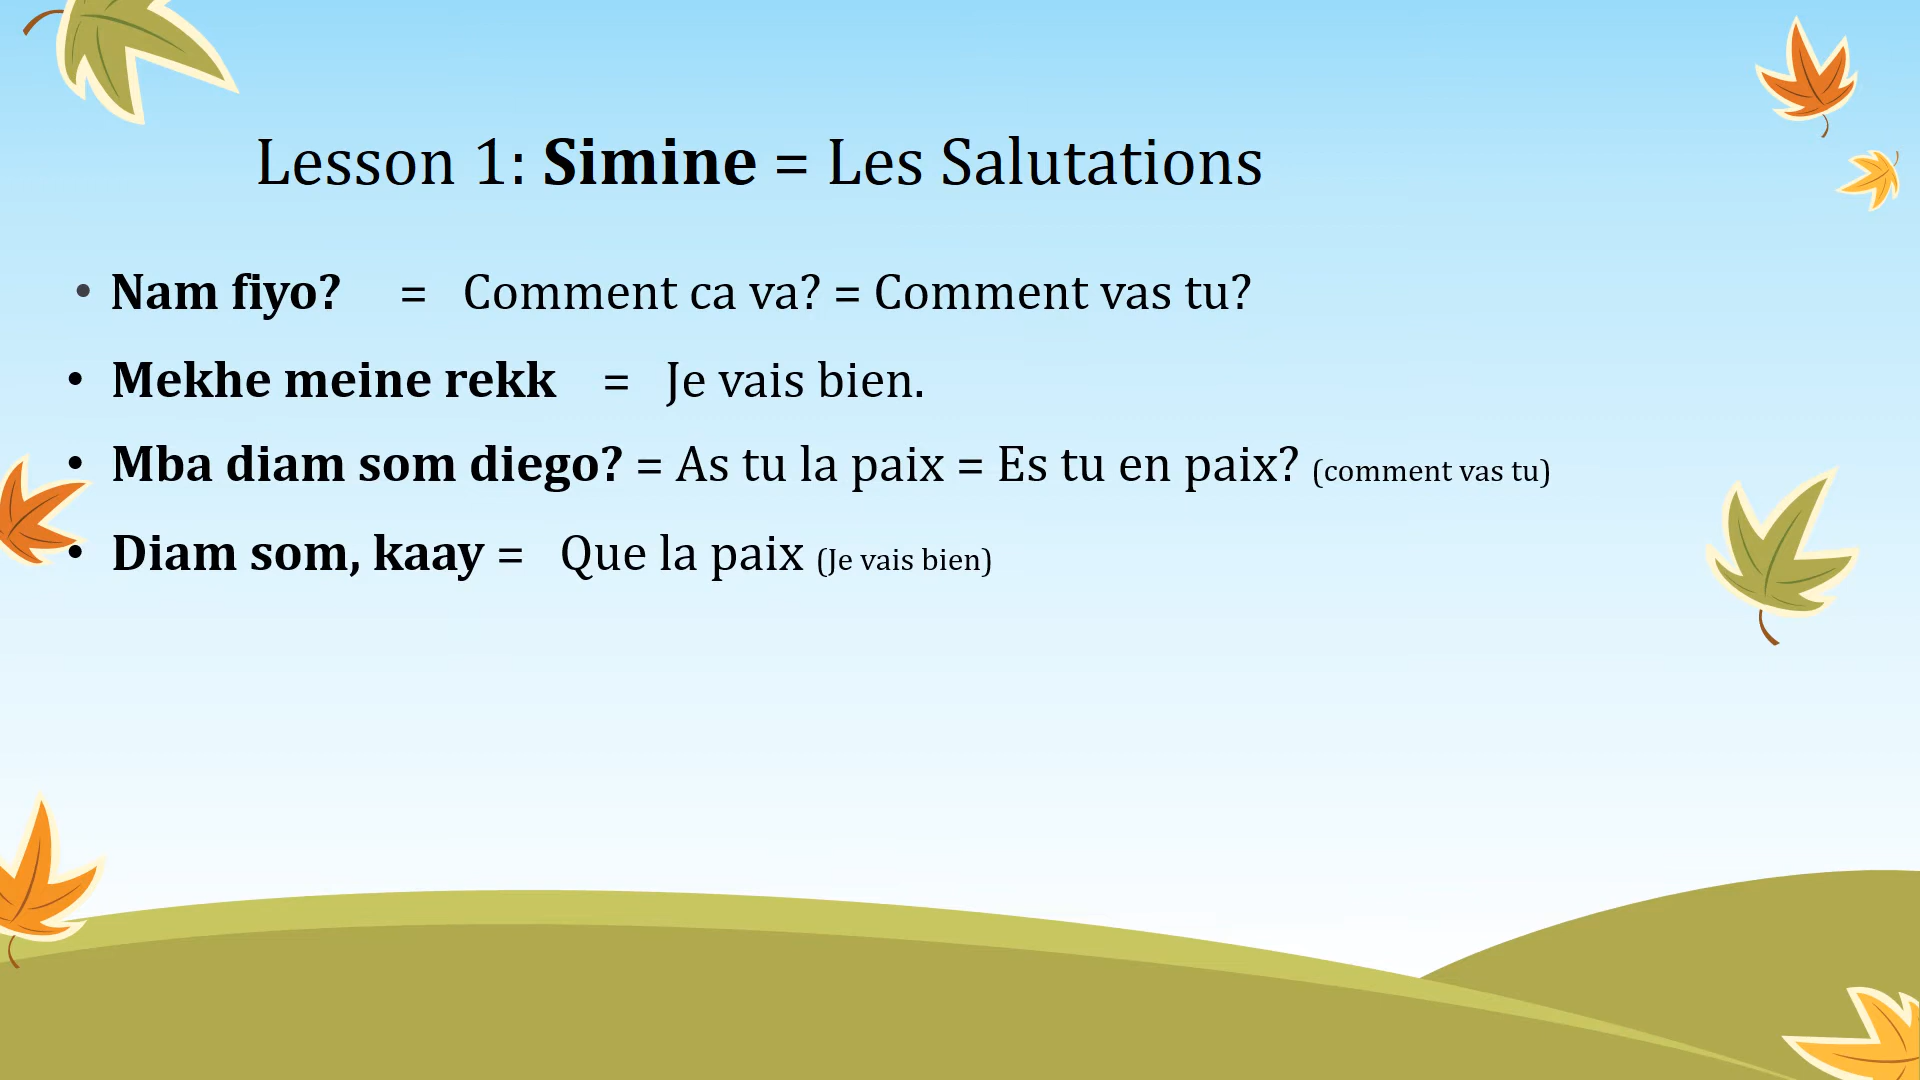 Lesson 1: Simine = Les Salutations
• Nam fiyo? = Comment ca va? = Comment vas tu?
• Mekhe meine rekk = Je vais bien.
• Mba diam som diego? = As tu la paix = Es tu en paix? (comment vas tu)
• Diam som, kaay = Que la paix (Je vais bien)